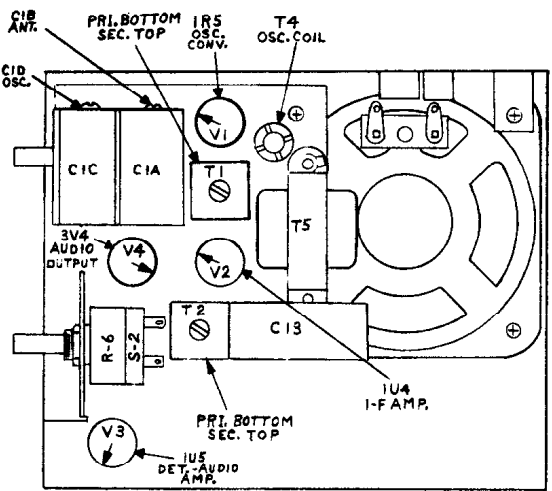 C1B
ANT.
PRI. BOTTOM
SEC. TOP
1R5
OSC.
CONV.
T4
OSC. COIL
C1D
OSC.
V1
C1C
C1A
T1
T5
3V4
AUDIO
OUTPUT
V4
V2
T2
C13
R-6
S-2
1U4
I-F AMP.
PRI. BOTTOM
SEC. TOP
V3
1U5
DET.-AUDIO
AMP.